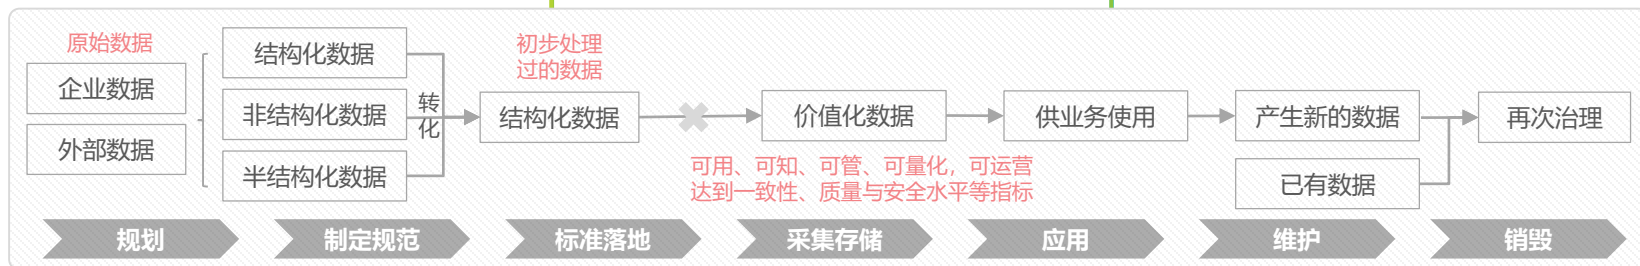 原始数据
企业数据
外部数据
结构化数据
非结构化数据
半结构化数据
转
化
初步处理
过的数据
结构化数据
价值化数据
可用、可知、可管、可量化，可运营
达到一致性、质量与安全水平等指标
供业务使用
产生新的数据
已有数据
再次治理
规划
制定规范
标准落地
采集存储
应用
维护
销毁